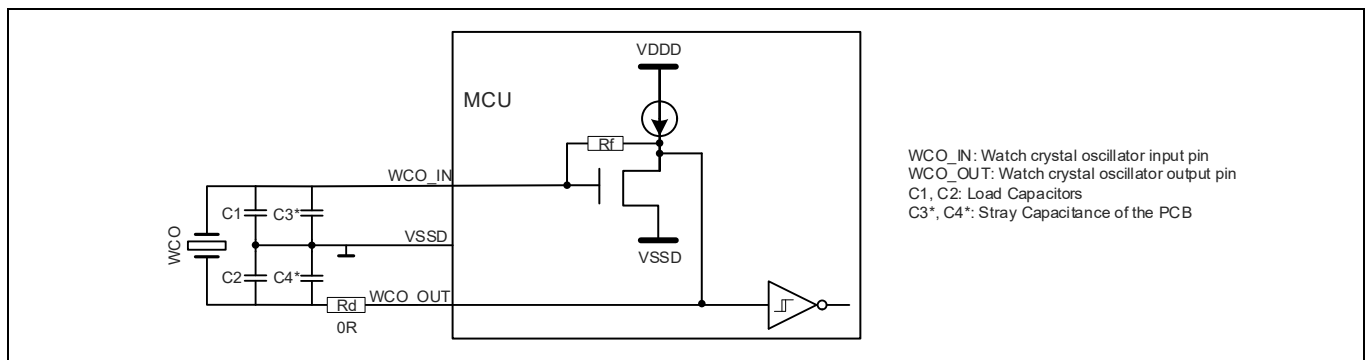 VDDD
MCU
Rf
WCO_IN
C1
C3*
VSSD
WCO
VSSD
C2
C4*
WCO_OUT
Rd
0R
WCO_IN: Watch crystal oscillator input pin
WCO_OUT: Watch crystal oscillator output pin
C1, C2: Load Capacitors
C3*, C4*: Stray Capacitance of the PCB